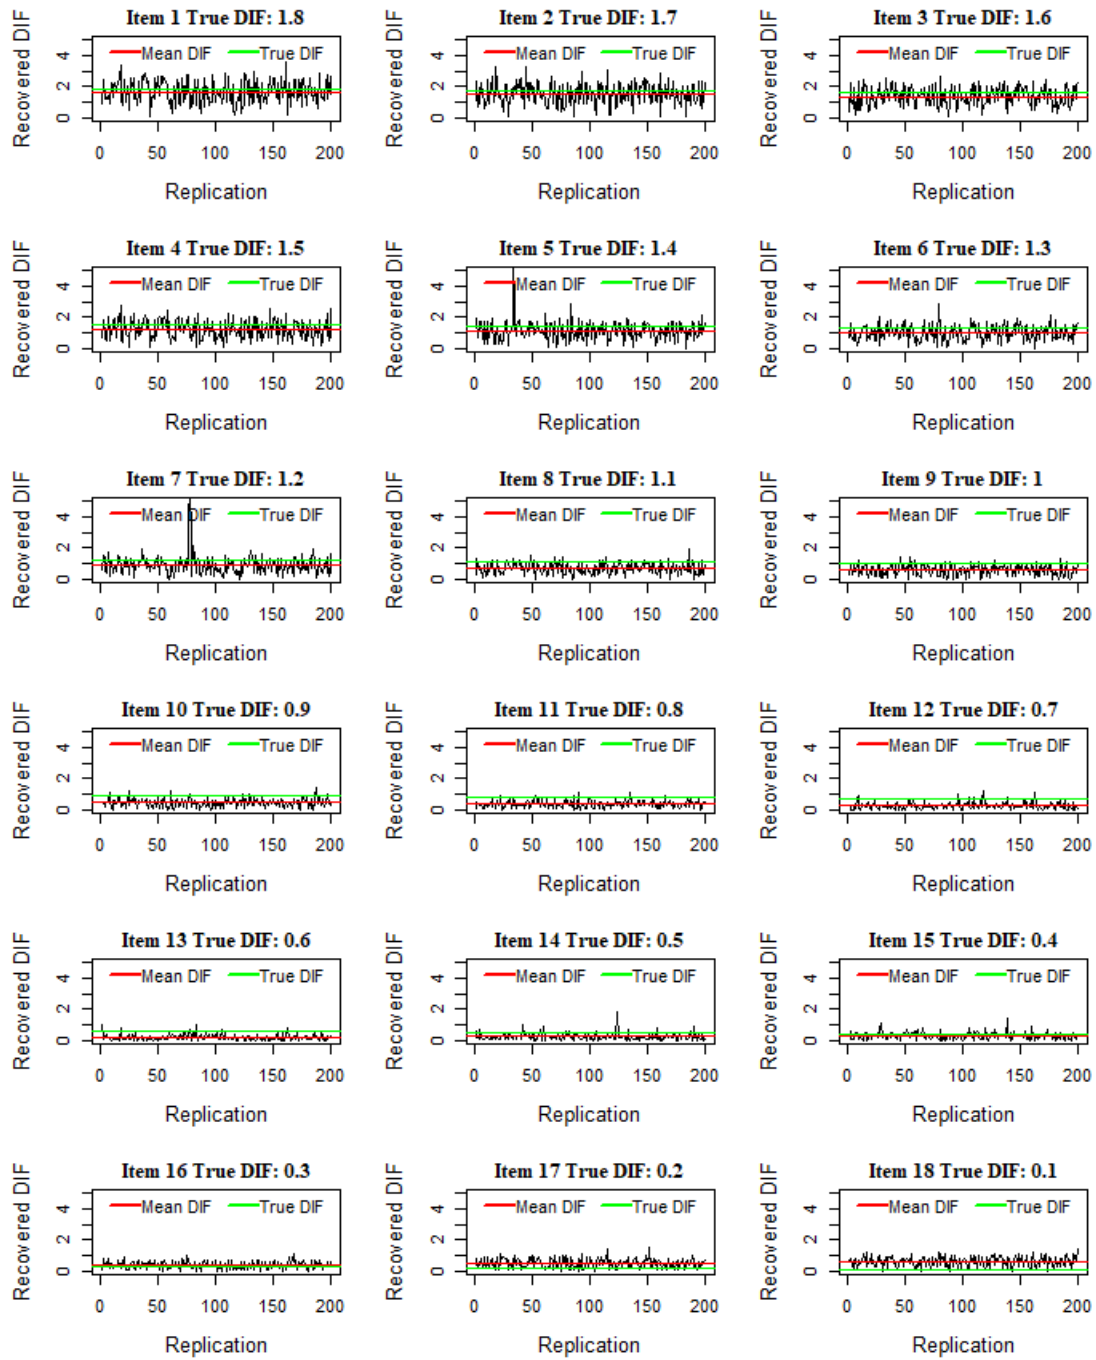 Item 1 True DIF: 1.8 Item 2 True DIF: 1.7 Item 3 True DIF: 1.6
Recovered DIF Recovered DIF Recovered DIF
4 Mean DIF True DIF 4 Mean DIF True DIF 4 Mean DIF True DIF
2 2 2
0 0 0
0 50 100 150 200 0 50 100 150 200 0 50 100 150 200
Replication Replication Replication
Item 4 True DIF: 1.5 Item 5 True DIF: 1.4 Item 6 True DIF: 1.3
Recovered DIF Recovered DIF Recovered DIF
4 Mean DIF True DIF 4 Mean DIF True DIF 4 Mean DIF True DIF
2 2 2
0 0 0
0 50 100 150 200 0 50 100 150 200 0 50 100 150 200
Replication Replication Replication
Item 7 True DIF: 1.2 Item 8 True DIF: 1.1 Item 9 True DIF: 1
Recovered DIF Recovered DIF Recovered DIF
4 Mean DIF True DIF 4 Mean DIF True DIF 4 Mean DIF True DIF
2 2 2
0 0 0
0 50 100 150 200 0 50 100 150 200 0 50 100 150 200
Replication Replication Replication
Item 10 True DIF: 0.9 Item 11 True DIF: 0.8 Item 12 True DIF: 0.7
Recovered DIF Recovered DIF Recovered DIF
4 Mean DIF True DIF 4 Mean DIF True DIF 4 Mean DIF True DIF
2 2 2
0 0 0
0 50 100 150 200 0 50 100 150 200 0 50 100 150 200
Replication Replication Replication
Item 13 True DIF: 0.6 Item 14 True DIF: 0.5 Item 15 True DIF: 0.4
Recovered DIF Recovered DIF Recovered DIF
4 Mean DIF True DIF 4 Mean DIF True DIF 4 Mean DIF True DIF
2 2 2
0 0 0
0 50 100 150 200 0 50 100 150 200 0 50 100 150 200
Replication Replication Replication
Item 16 True DIF: 0.3 Item 17 True DIF: 0.2 Item 18 True DIF: 0.1
Recovered DIF Recovered DIF Recovered DIF
4 Mean DIF True DIF 4 Mean DIF True DIF 4 Mean DIF True DIF
2 2 2
0 0 0
0 50 100 150 200 0 50 100 150 200 0 50 100 150 200
Replication Replication Replication